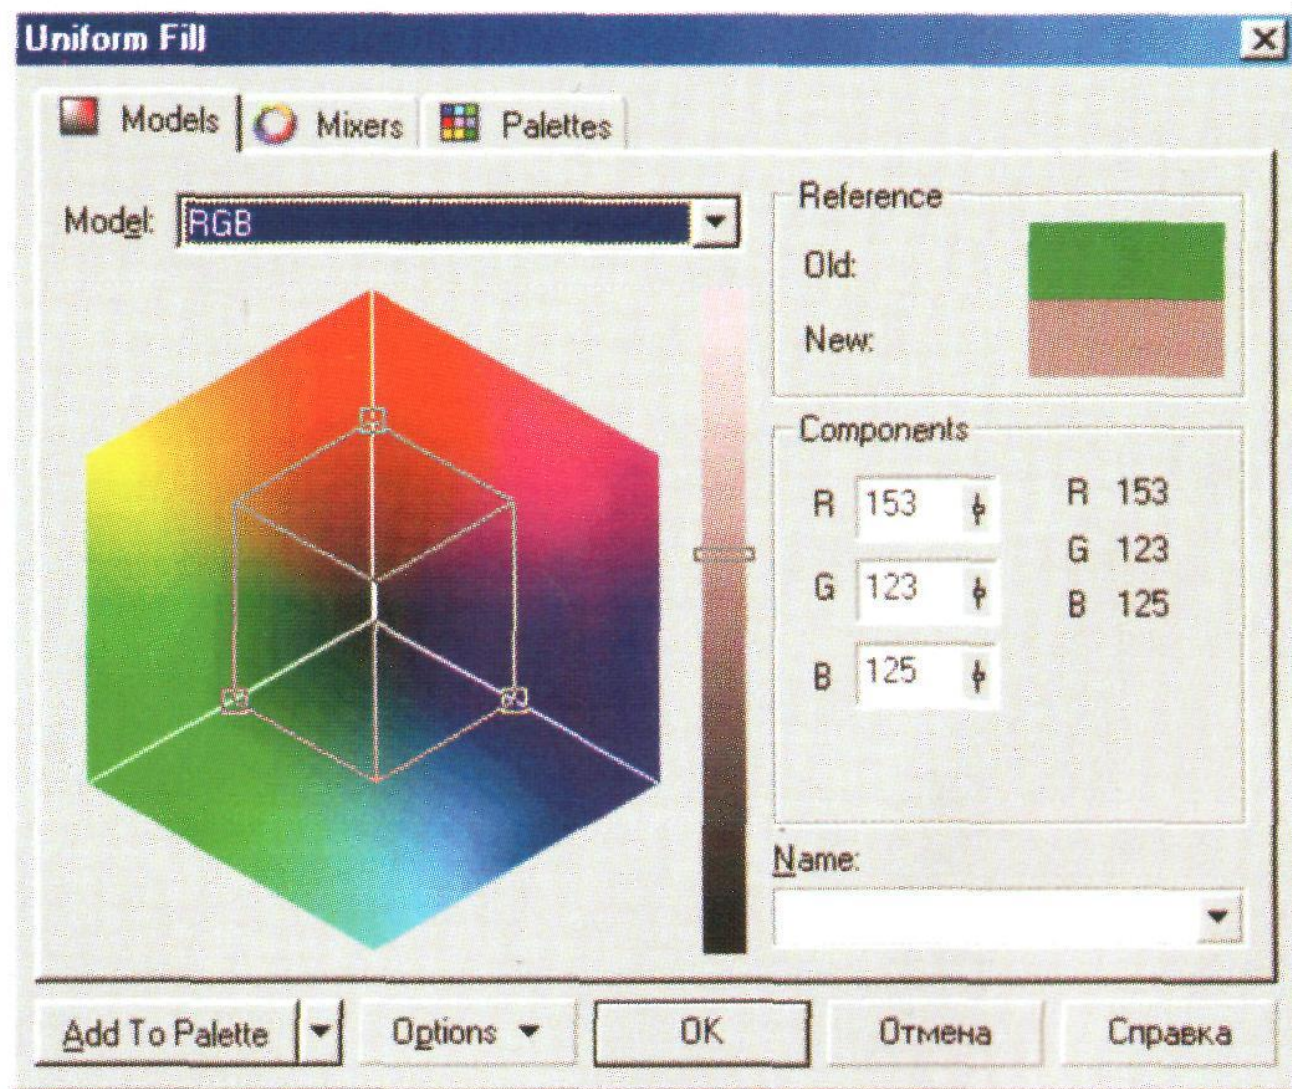 Uniform Fill
Models Mixers Palettes
Model: RGB
Reference
Old:
New:
Components
R 153 R 153
G 123 G 123
B 125 B 125
Name:
Add To Palette Options OK Отмена Справка